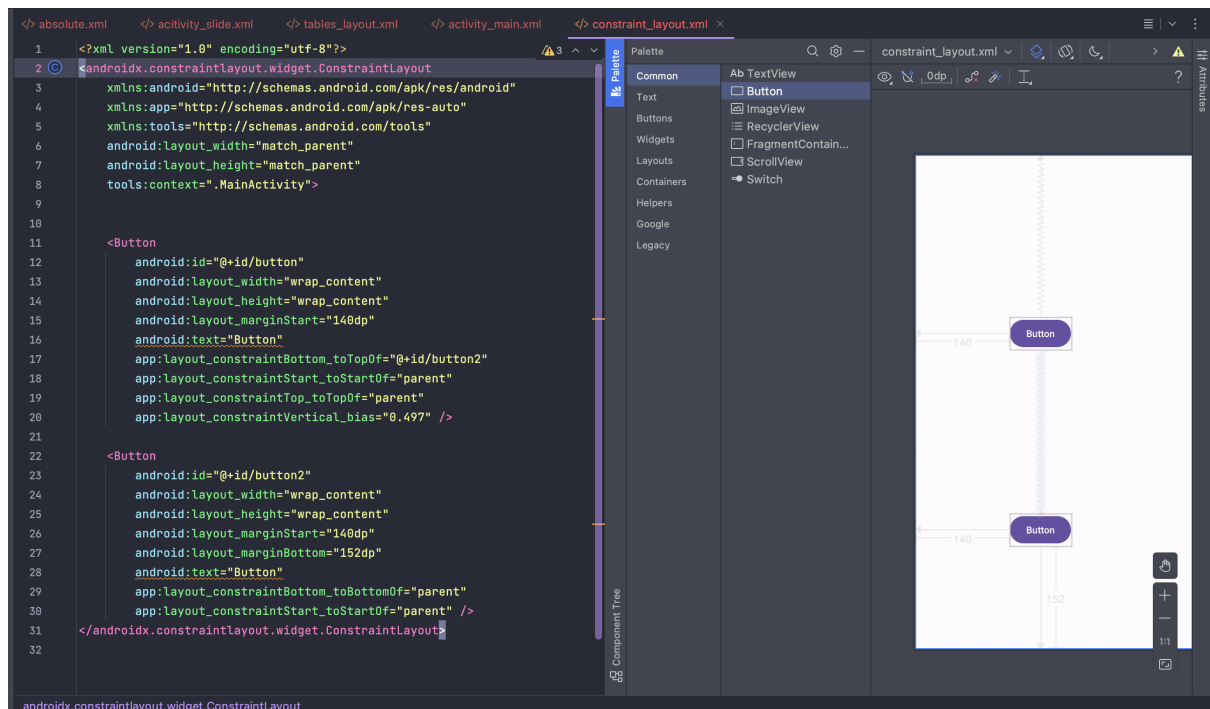 </> absolute.xml </> acitivity_slide.xml </> tables_layout.xml </> activity_main.xml </> constraint_layout.xml ×
1 <?xml version="1.0" encoding="utf-8"?>
3
2 <androidx.constraintlayout.widget.ConstraintLayout
3 xmlns:android="http://schemas.android.com/apk/res/android"
4 xmlns:app="http://schemas.android.com/apk/res-auto"
5 xmlns:tools="http://schemas.android.com/tools"
6 android:layout_width="match_parent"
7 android:layout_height="match_parent"
8 tools:context=".MainActivity">
9
10
11 <Button
12 android:id="@+id/button"
13 android:layout_width="wrap_content"
14 android:layout_height="wrap_content"
15 android:layout_marginStart="140dp"
16 android:text="Button"
17 app:layout_constraintBottom_toTopOf="@+id/button2"
18 app:layout_constraintStart_toStartOf="parent"
19 app:layout_constraintTop_toTopOf="parent"
20 app:layout_constraintVertical_bias="0.497" />
21
22 <Button
23 android:id="@+id/button2"
24 android:layout_width="wrap_content"
25 android:layout_height="wrap_content"
26 android:layout_marginStart="140dp"
27 android:layout_marginBottom="152dp"
28 android:text="Button"
29 app:layout_constraintBottom_toBottomOf="parent"
30 app:layout_constraintStart_toStartOf="parent" />
31 </androidx.constraintlayout.widget.ConstraintLayout>
32
androidx.constraintlayout.widget.ConstraintLayout
Palette
Component Tree
Palette
Common
Text
Buttons
Widgets
Layouts
Containers
Helpers
Google
Legacy
Ab TextView
Button
ImageView
RecyclerView
FragmentContain...
ScrollView
Switch
constraint_layout.xml
0dp
?
Button
140
Button
140
152
1:1
Attributes